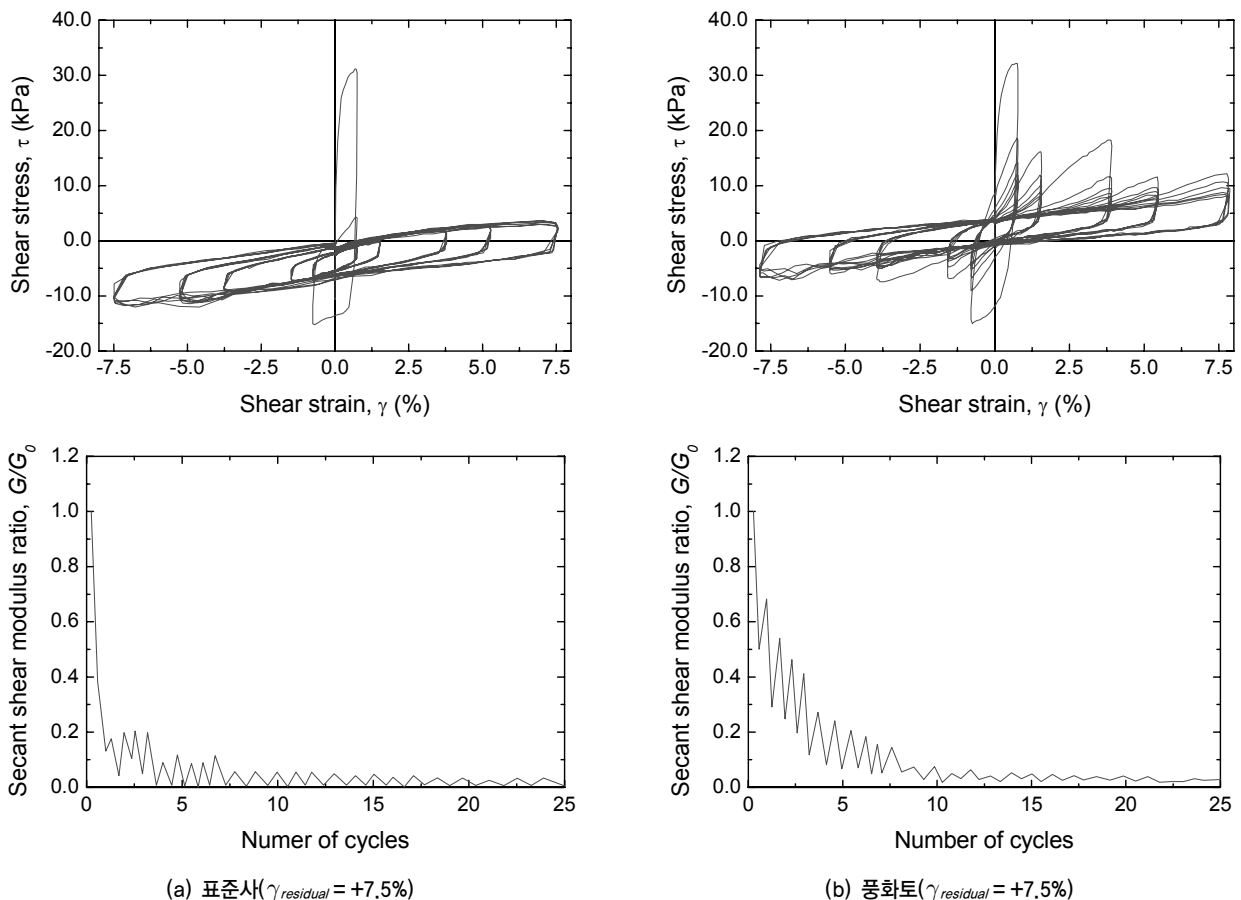 40.0
30.0
20.0
10.0
0.0
-10.0
-20.0
Shear stress, τ (kPa)
-7.5 -5.0 -2.5 0.0 2.5 5.0 7.5
Shear strain, γ (%)
40.0
30.0
20.0
10.0
0.0
-10.0
-20.0
Shear stress, τ (kPa)
-7.5 -5.0 -2.5 0.0 2.5 5.0 7.5
Shear strain, γ (%)
1.2
1.0
0.8
0.6
0.4
0.2
0.0
Secant shear modulus ratio, G/G0
0 5 10 15 20 25
Numer of cycles
1.2
1.0
0.8
0.6
0.4
0.2
0.0
Secant shear modulus ratio, G/G0
0 5 10 15 20 25
Number of cycles
(a) 표준사(γresidual = +7.5%)
(b) 풍화토(γresidual = +7.5%)